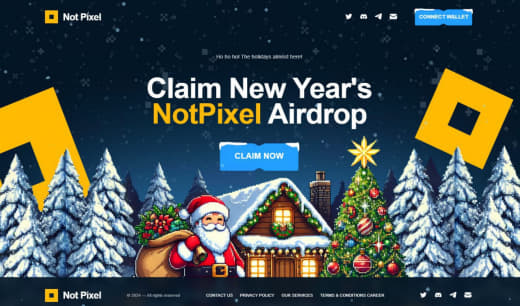 Not Pixel
CONNECT WALLET
Ho ho ho! The holidays almost here!
Claim New Year's
NotPixel Airdrop
CLAIM NOW
Not Pixel
© 2024 — All rights reserved
CONTACT US PRIVACY POLICY OUR SERVICES TERMS & CONDITIONS CAREER